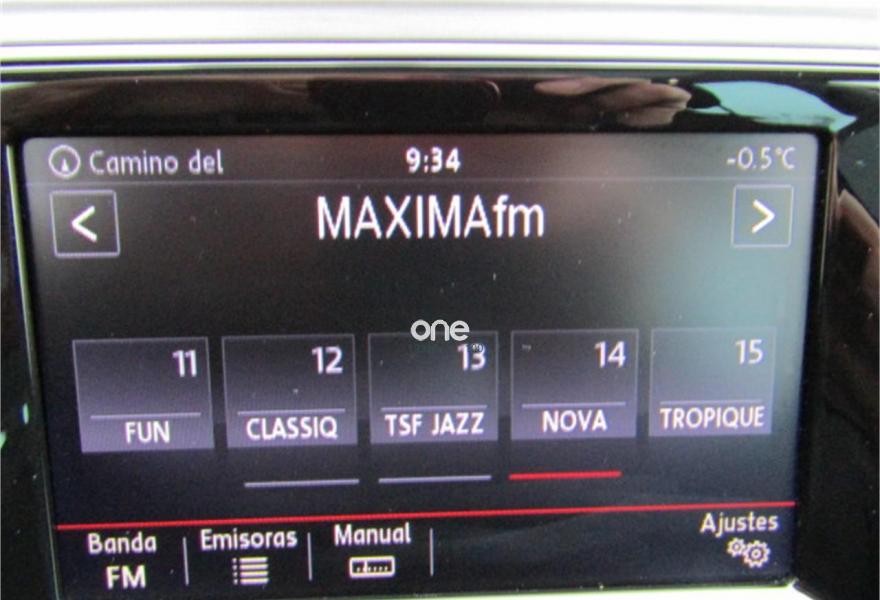 Camino del 9:34 -0.5°C
< MAXIMAfm >
one
11 12 13 14 15
FUN CLASSIQ TSF JAZZ NOVA TROPIQUE
Banda Emisoras Manual Ajustes
FM